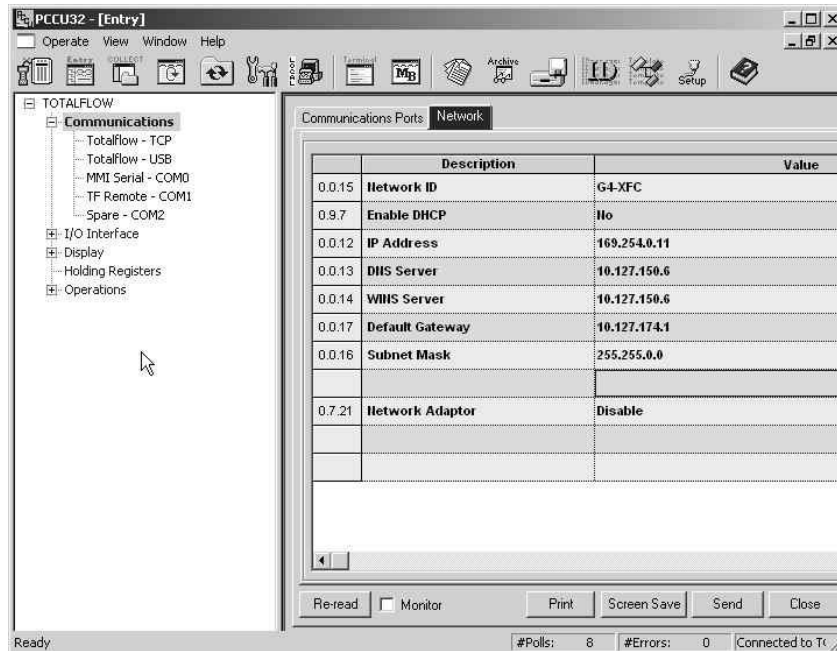 PCCU32 - [Entry]
Operate View Window Help
Entry COLLECT Terminal MB Archive Setup
TOTALFLOW
Communications
Totalflow - TCP
Totalflow - USB
MMI Serial - COM0
TF Remote - COM1
Spare - COM2
I/O Interface
Display
Holding Registers
Operations
Communications Ports Network
Description Value
0.0.15 Network ID G4-XFC
0.9.7 Enable DHCP No
0.0.12 IP Address 169.254.0.11
0.0.13 DNS Server 10.127.150.6
0.0.14 WINS Server 10.127.150.6
0.0.17 Default Gateway 10.127.174.1
0.0.16 Subnet Mask 255.255.0.0
0.7.21 Network Adaptor Disable
Re-read Monitor Print Screen Save Send Close
Ready #Polls: 8 #Errors: 0 Connected to